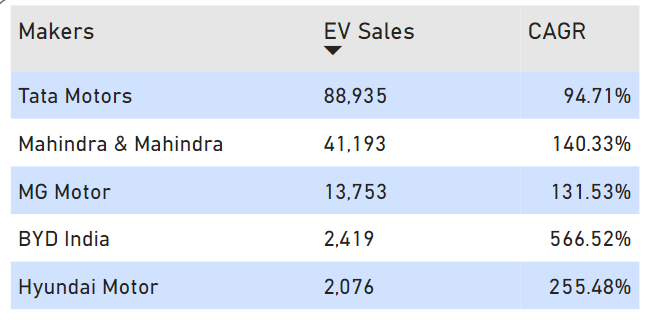 Makers EV Sales CAGR
Tata Motors 88,935 94.71%
Mahindra & Mahindra 41,193 140.33%
MG Motor 13,753 131.53%
BYD India 2,419 566.52%
Hyundai Motor 2,076 255.48%